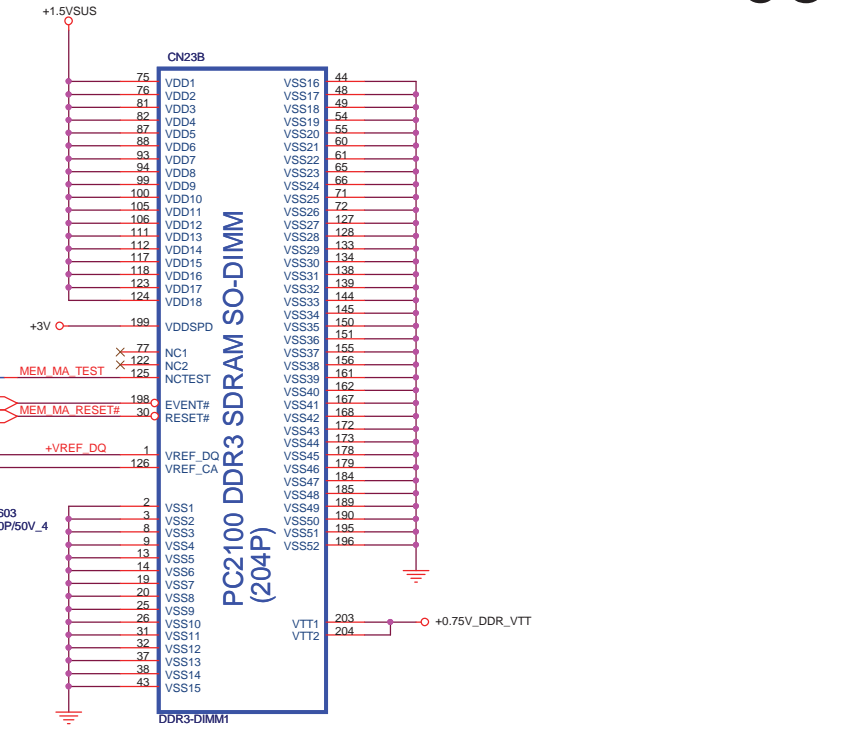 +1.5VSUS
CN23B
75 VDD1 VSS16 44
76 VDD2 VSS17 48
81 VDD3 VSS18 49
82 VDD4 VSS19 54
87 VDD5 VSS20 55
88 VDD6 VSS21 60
93 VDD7 VSS22 61
94 VDD8 VSS23 65
99 VDD9 VSS24 66
100 VDD10 VSS25 71
105 VDD11 VSS26 72
106 VDD12 VSS27 127
111 VDD13 VSS28 128
112 VDD14 VSS29 133
117 VDD15 VSS30 134
118 VDD16 VSS31 138
123 VDD17 VSS32 139
124 VDD18 VSS33 144
VSS34 145
+3V 199 VDDSPD VSS35 150
VSS36 151
77 NC1 VSS37 155
122 NC2 VSS38 156
MEM_MA_TEST 125 NCTEST VSS39 161
VSS40 162
198 EVENT# VSS41 167
MEM_MA_RESET# 30 RESET# VSS42 168
VSS43 172
VSS44 173
+VREF_DQ 1 VREF_DQ VSS45 178
126 VREF_CA VSS46 179
VSS47 184
VSS48 185
2 VSS1 VSS49 189
3 VSS2 VSS50 190
8 VSS3 VSS51 195
9 VSS4 VSS52 196
13 VSS5
14 VSS6
19 VSS7
20 VSS8
25 VSS9
26 VSS10 VTT1 203 +0.75V_DDR_VTT
31 VSS11 VTT2 204
32 VSS12
37 VSS13
38 VSS14
43 VSS15
603
0P/50V_4
PC2100 DDR3 SDRAM SO-DIMM
(204P)
DDR3-DIMM1